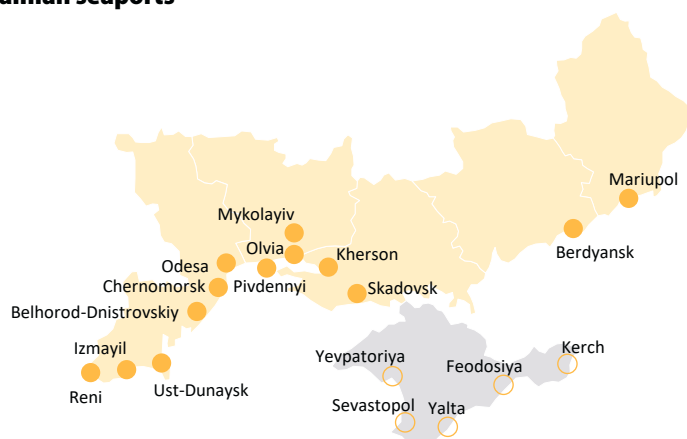 seaports
Mariupol
Mykolayiv
Olvia
Kherson
Berdyansk
Odesa
Chernomorsk
Pivdennyi
Skadovsk
Belhorod-Dnistrovskiy
Izmayil
Kerch
Yevpatoriya
Feodosiya
Reni
Ust-Dunaysk
Sevastopol
Yalta